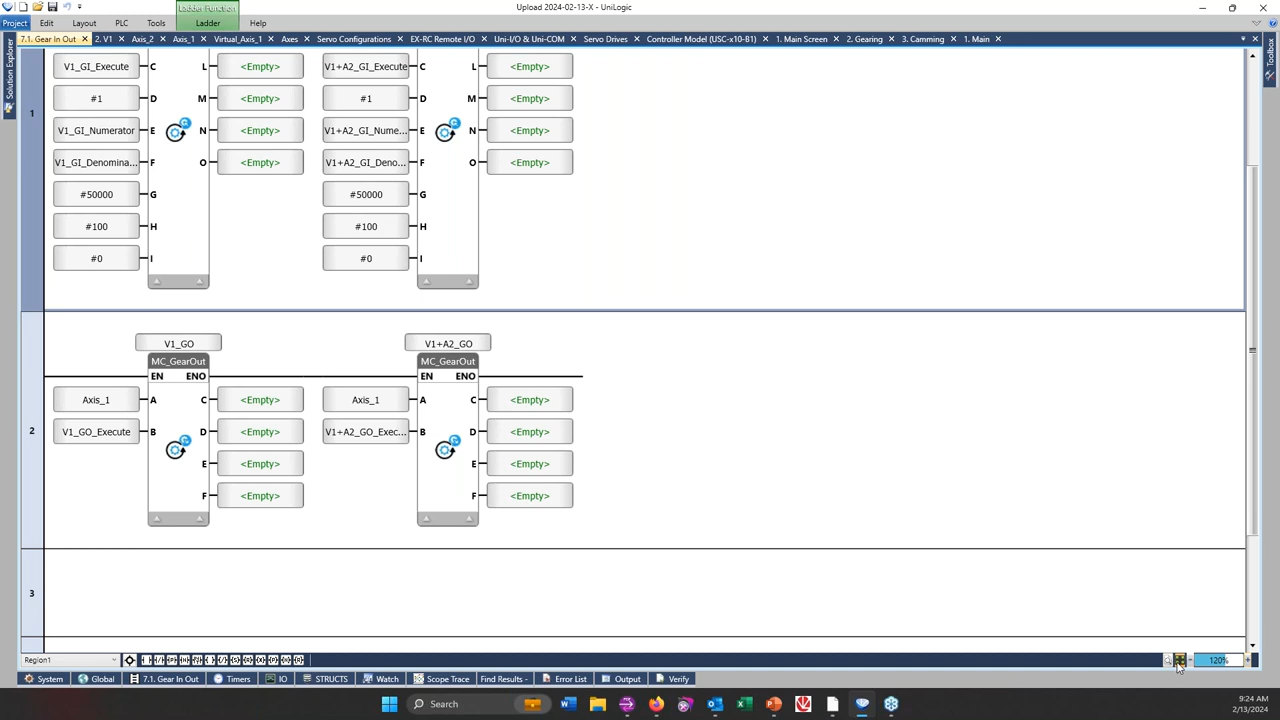 Ladder Function
Upload 2024-02-13-X - UniLogic
Project Edit Layout PLC Tools Ladder Help
7.1. Gear In Out 2. V1 Axis_2 Axis_1 Virtual_Axis_1 Axes Servo Configurations EX-RC Remote I/O Uni-I/O & Uni-COM Servo Drives Controller Model (USC-x10-B1) 1. Main Screen 2. Gearing 3. Camming 1. Main
Solution Explorer
Toolbox
V1_GI_Execute C L <Empty> V1+A2_GI_Execute C L <Empty>
#1 D M <Empty> #1 D M <Empty>
1
V1_GI_Numerator E N <Empty> V1+A2_GI_Nume... E N <Empty>
V1_GI_Denomina... F O <Empty> V1+A2_GI_Deno... F O <Empty>
#50000 G #50000 G
#100 H #100 H
#0 I #0 I
V1_GO V1+A2_GO
MC_GearOut MC_GearOut
EN ENO EN ENO
Axis_1 A C <Empty> Axis_1 A C <Empty>
2 V1_GO_Execute B D <Empty> V1+A2_GO_Exec... B D <Empty>
E <Empty> E <Empty>
F <Empty> F <Empty>
3
Region1 120%
System Global 7.1. Gear In Out Timers IO STRUCTS Watch Scope Trace Find Results - Error List Output Verify
Search
9:24 AM
2/13/2024